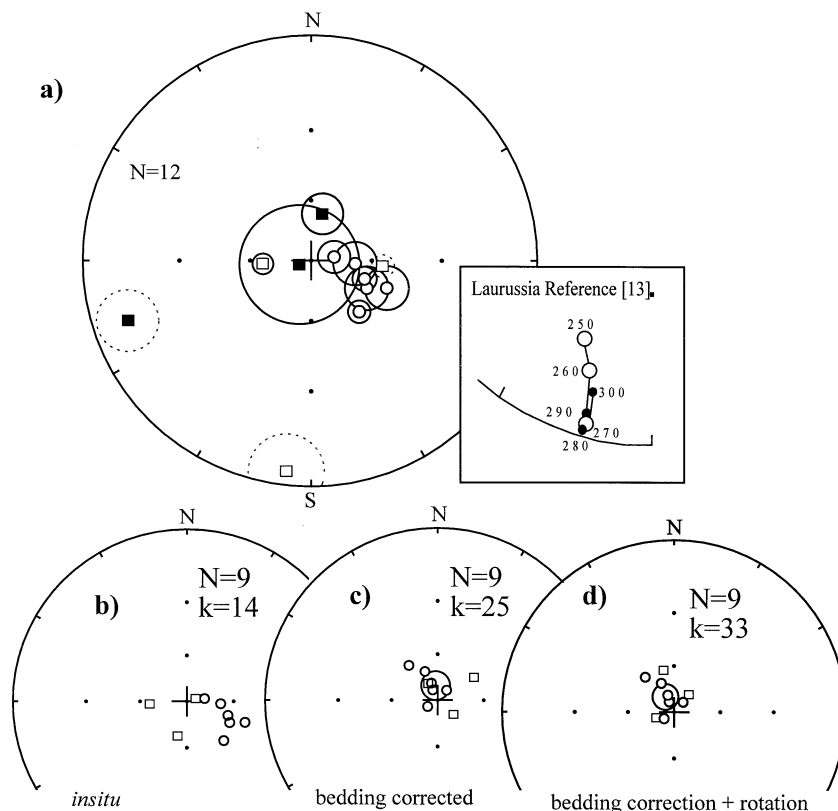 N
a)
N=12
S
Laurussia Reference [13]
250
260
300
290
270
280
N
b)
N=9
k=14
insitu
N
c)
N=9
k=25
bedding corrected
N
d)
N=9
k=33
bedding correction + rotation